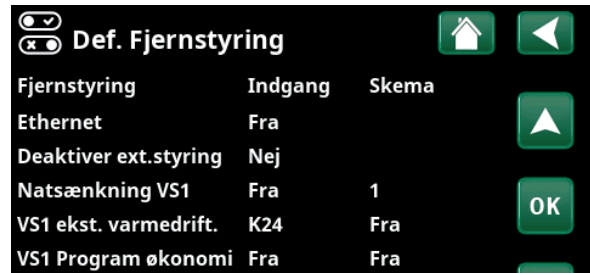 Def. Fjernstyring
Fjernstyring Indgang Skema
Ethernet Fra
Deaktiver ext.styring Nej
Natsænkning VS1 Fra 1
OK
VS1 ekst. varmedrift. K24 Fra
VS1 Program økonomi Fra Fra